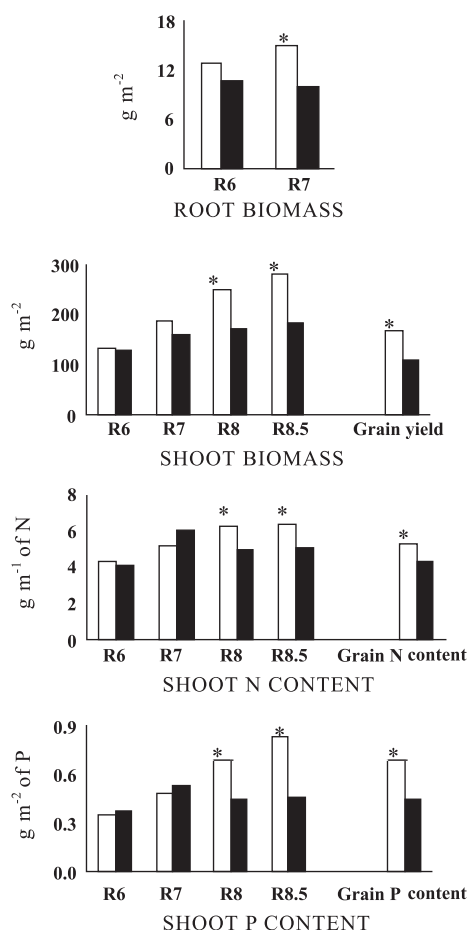 18
12
6
0
g m-2
*
R6 R7
ROOT BIOMASS
300
200
100
0
g m-2
* * *
R6 R7 R8 R8.5 Grain yield
SHOOT BIOMASS
8
6
4
2
0
g m-1 of N
* * *
R6 R7 R8 R8.5 Grain N content
SHOOT N CONTENT
0.9
0.6
0.3
0.0
g m-2 of P
* * *
R6 R7 R8 R8.5 Grain P content
SHOOT P CONTENT